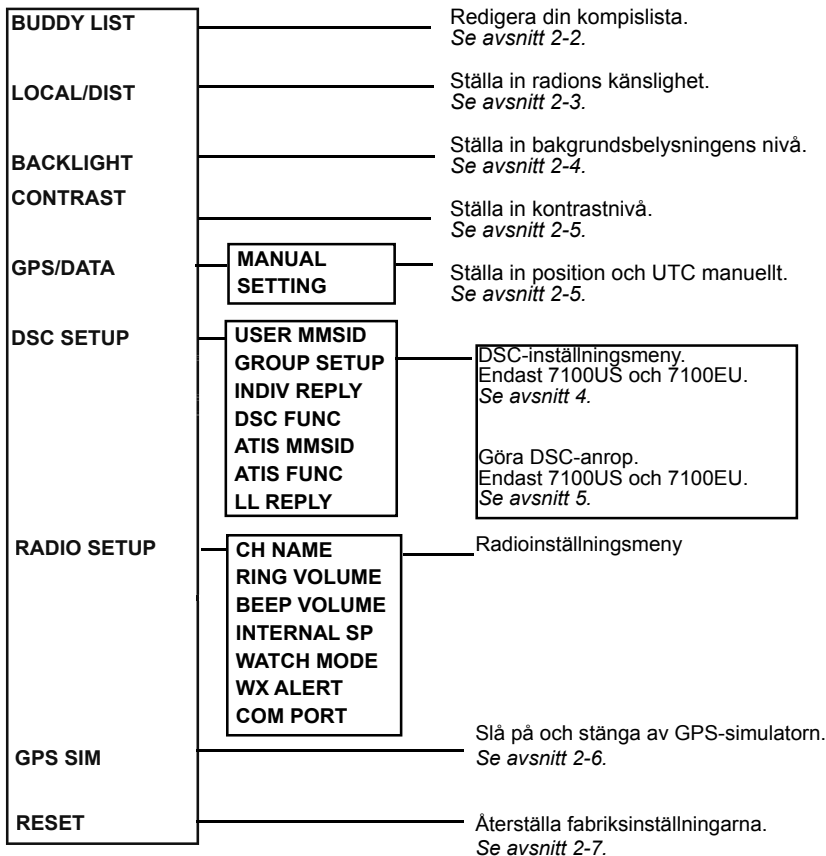 BUDDY LIST
Redigera din kompislista.
Se avsnitt 2-2.
LOCAL/DIST
Ställa in radions känslighet.
Se avsnitt 2-3.
BACKLIGHT
Ställa in bakgrundsbelysningens nivå.
Se avsnitt 2-4.
CONTRAST
Ställa in kontrastnivå.
Se avsnitt 2-5.
GPS/DATA
MANUAL
SETTING
Ställa in position och UTC manuellt.
Se avsnitt 2-5.
DSC SETUP
USER MMSID
GROUP SETUP
INDIV REPLY
DSC FUNC
ATIS MMSID
ATIS FUNC
LL REPLY
DSC-inställningsmeny.
Endast 7100US och 7100EU.
Se avsnitt 4.
Göra DSC-anrop.
Endast 7100US och 7100EU.
Se avsnitt 5.
RADIO SETUP
CH NAME
RING VOLUME
BEEP VOLUME
INTERNAL SP
WATCH MODE
WX ALERT
COM PORT
Radioinställningsmeny
GPS SIM
Slå på och stänga av GPS-simulatorn.
Se avsnitt 2-6.
RESET
Återställa fabriksinställningarna.
Se avsnitt 2-7.